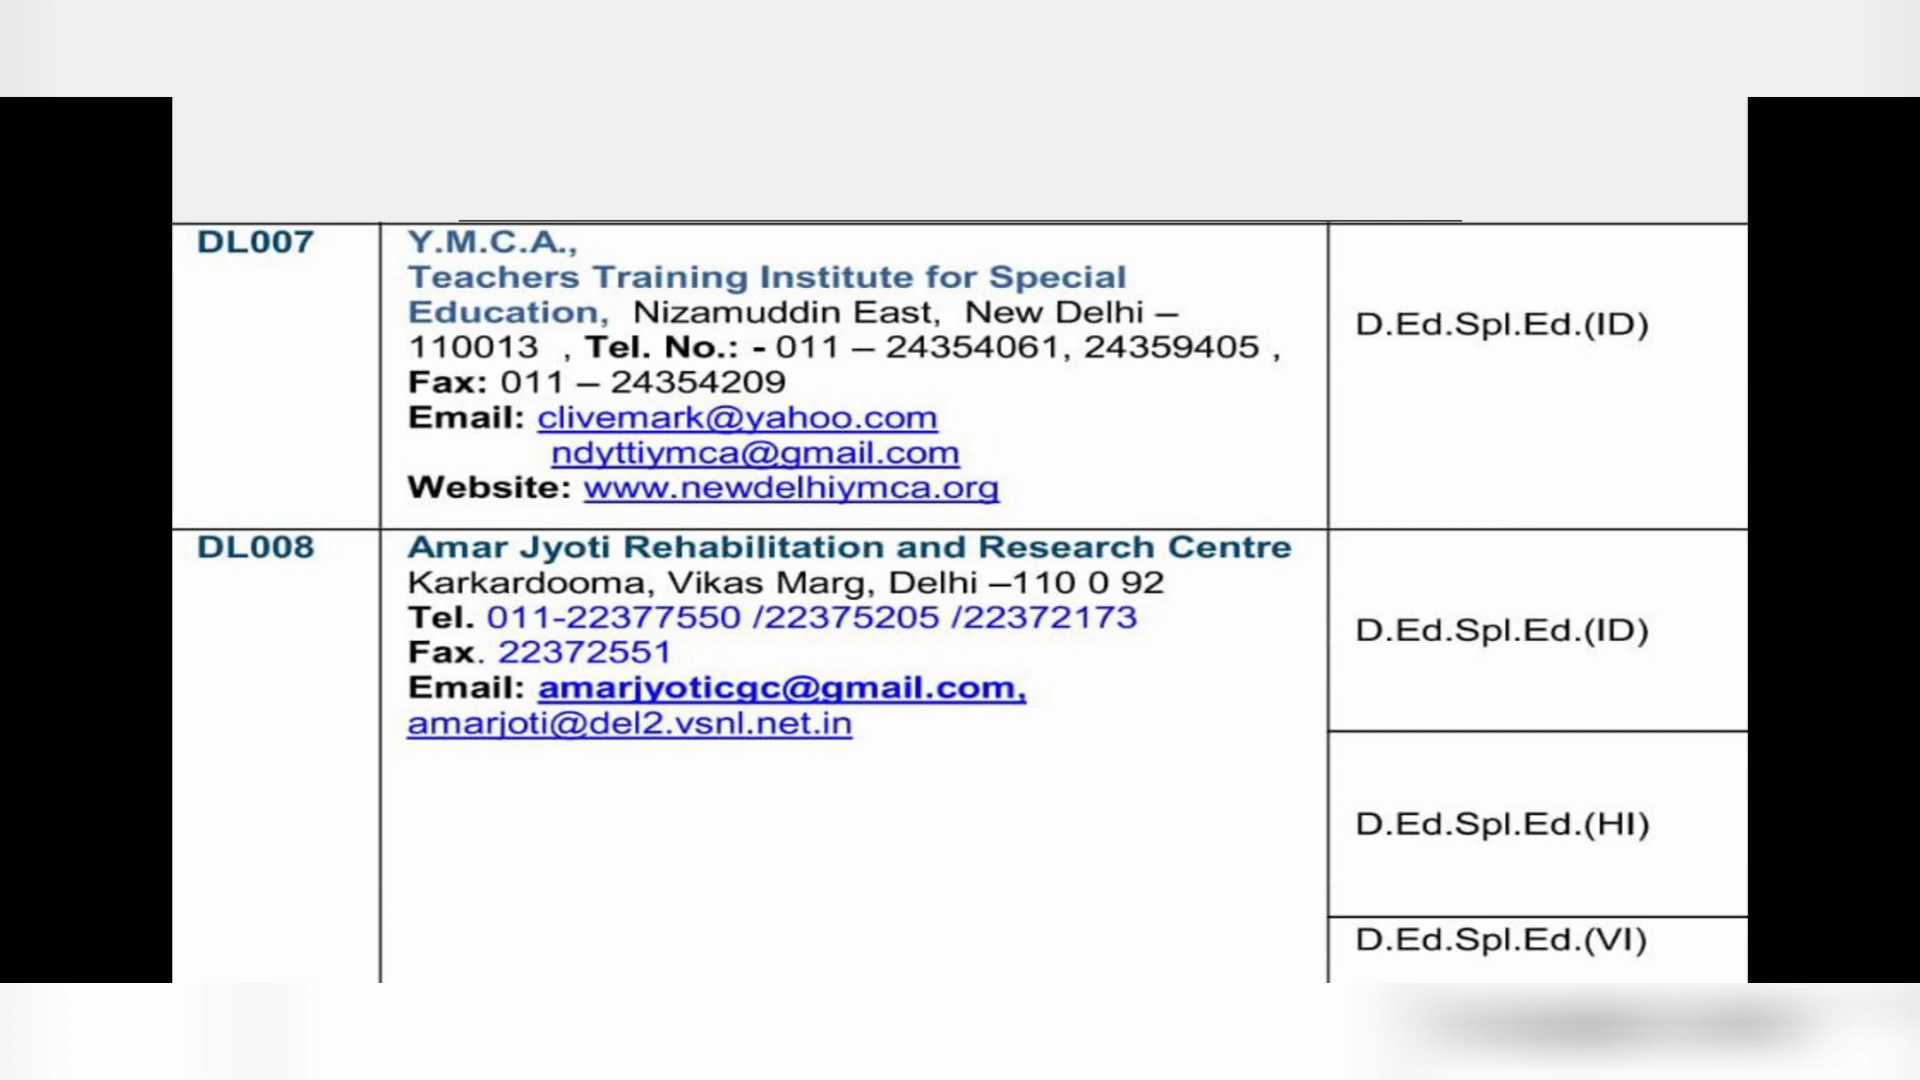 DL007
Y.M.C.A.,
Teachers Training Institute for Special
Education, Nizamuddin East, New Delhi –
110013 , Tel. No.: - 011 – 24354061, 24359405 ,
Fax: 011 – 24354209
Email: clivemark@yahoo.com
ndyttiymca@gmail.com
Website: www.newdelhiymca.org
D.Ed.Spl.Ed.(ID)
DL008
Amar Jyoti Rehabilitation and Research Centre
Karkardooma, Vikas Marg, Delhi –110 0 92
Tel. 011-22377550 /22375205 /22372173
Fax. 22372551
Email: amarjyoticgc@gmail.com,
amarjoti@del2.vsnl.net.in
D.Ed.Spl.Ed.(ID)
D.Ed.Spl.Ed.(HI)
D.Ed.Spl.Ed.(VI)